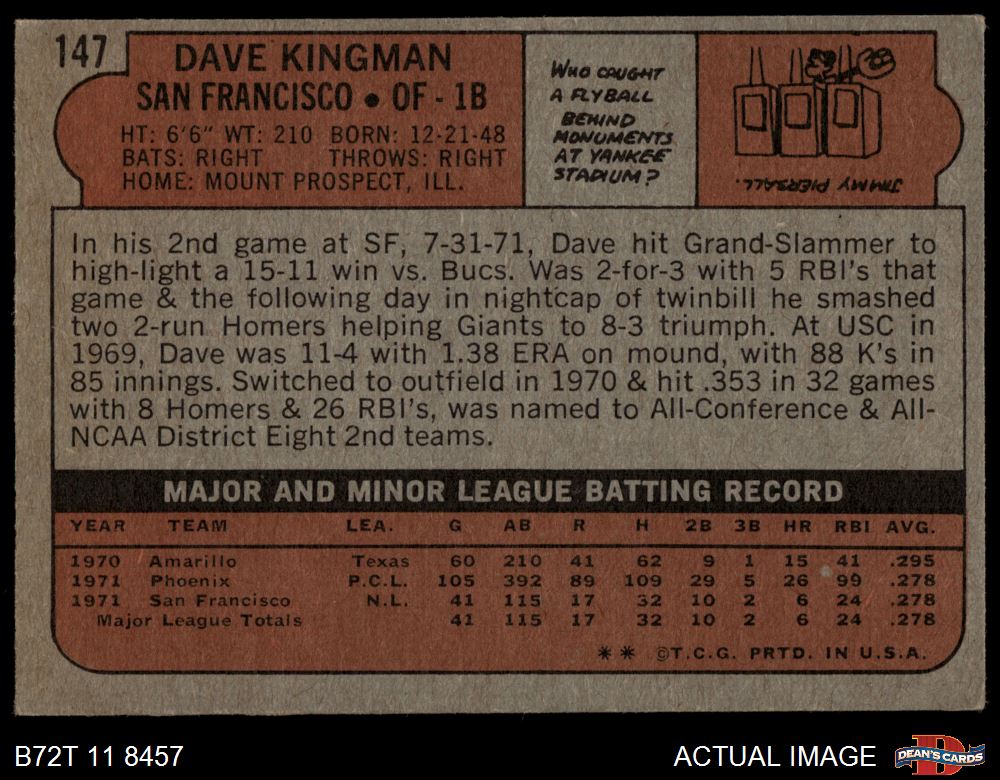 147
DAVE KINGMAN
SAN FRANCISCO • OF - 1B
HT: 6'6" WT: 210 BORN: 12-21-48
BATS: RIGHT THROWS: RIGHT
HOME: MOUNT PROSPECT, ILL.
WHO CAUGHT
A FLY BALL
BEHIND
MONUMENTS
AT YANKEE
STADIUM?
JIMMY PIERSALL.
In his 2nd game at SF, 7-31-71, Dave hit Grand-Slammer to
high-light a 15-11 win vs. Bucs. Was 2-for-3 with 5 RBI's that
game & the following day in nightcap of twinbill he smashed
two 2-run Homers helping Giants to 8-3 triumph. At USC in
1969, Dave was 11-4 with 1.38 ERA on mound, with 88 K's in
85 innings. Switched to outfield in 1970 & hit .353 in 32 games
with 8 Homers & 26 RBI's, was named to All-Conference & All-
NCAA District Eight 2nd teams.
MAJOR AND MINOR LEAGUE BATTING RECORD
YEAR TEAM LEA. G AB R H 2B 3B HR RBI AVG.
1970 Amarillo Texas 60 210 41 62 9 1 15 41 .295
1971 Phoenix P.C.L. 105 392 89 109 29 5 26 99 .278
1971 San Francisco N.L. 41 115 17 32 10 2 6 24 .278
Major League Totals 41 115 17 32 10 2 6 24 .278
** ©T.C.G. PRTD. IN U.S.A.
B72T 11 8457
ACTUAL IMAGE
DEAN'S CARDS